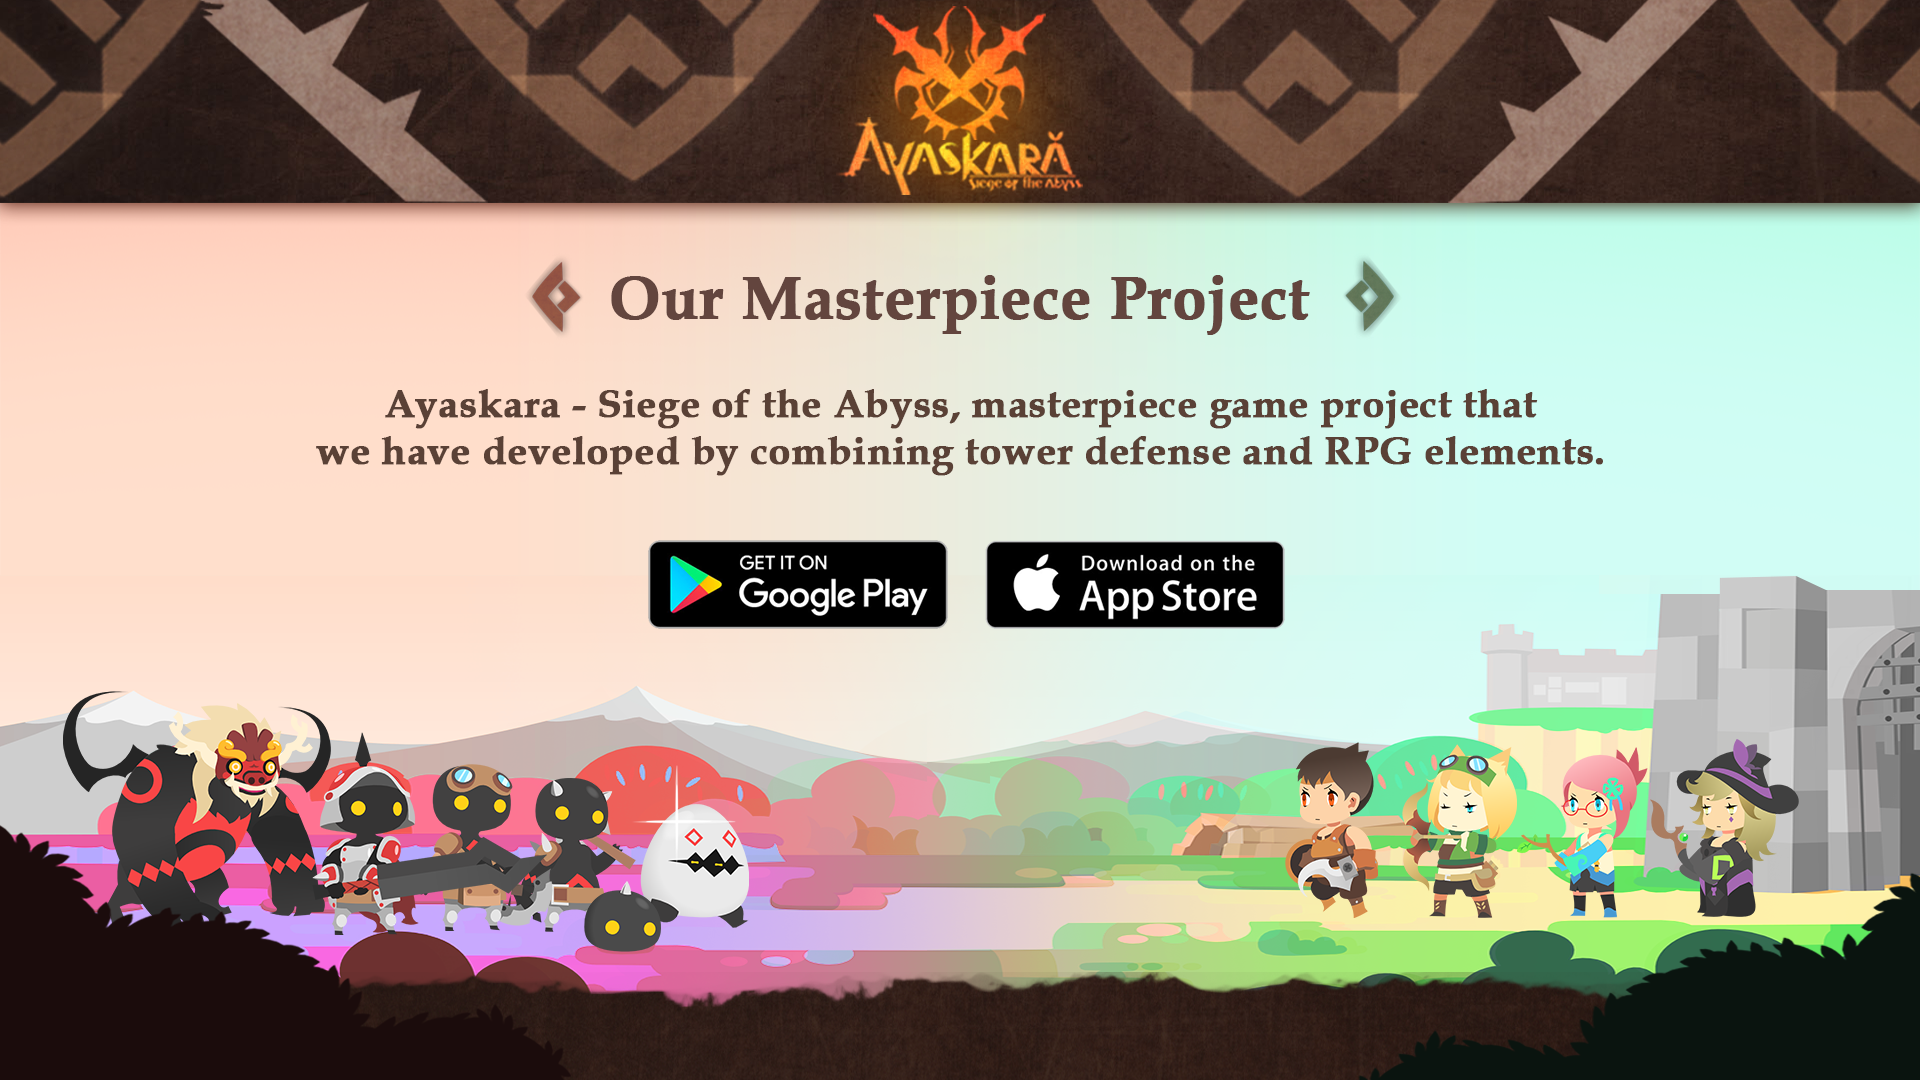 AYASKARĂ
Siege of the Abyss
Our Masterpiece Project
Ayaskara - Siege of the Abyss, masterpiece game project that
we have developed by combining tower defense and RPG elements.
GET IT ON
Google Play
Download on the
App Store
D